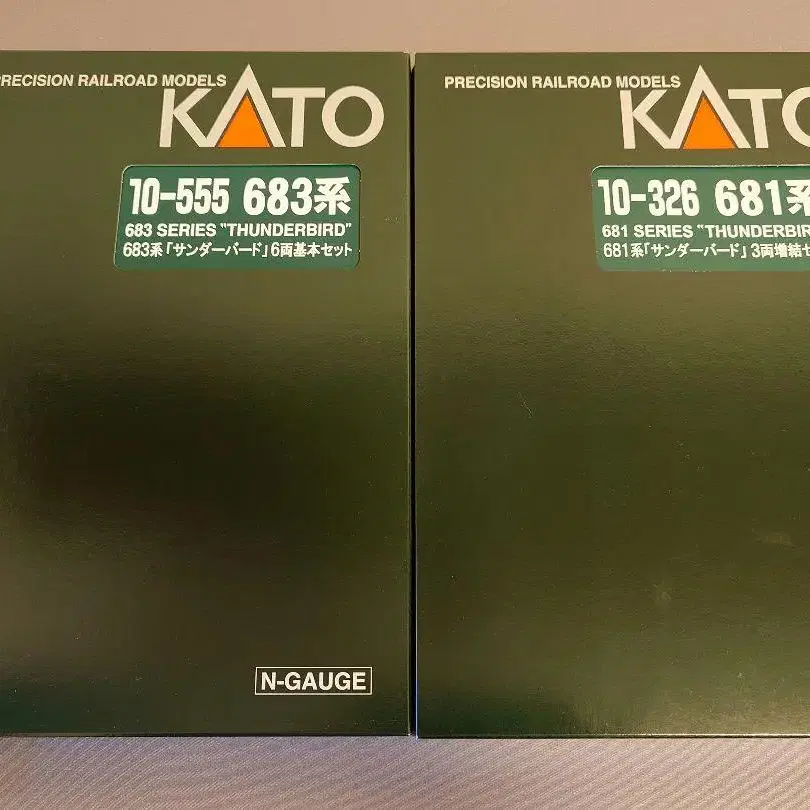 PRECISION RAILROAD MODELS
KATO
10-555 683系
683 SERIES "THUNDERBIRD"
683系「サンダーバード」6両基本セット
N-GAUGE
PRECISION RAILROAD MODELS
KATO
10-326 681系
681 SERIES "THUNDERBIR
681系「サンダーバード」3両増結セ